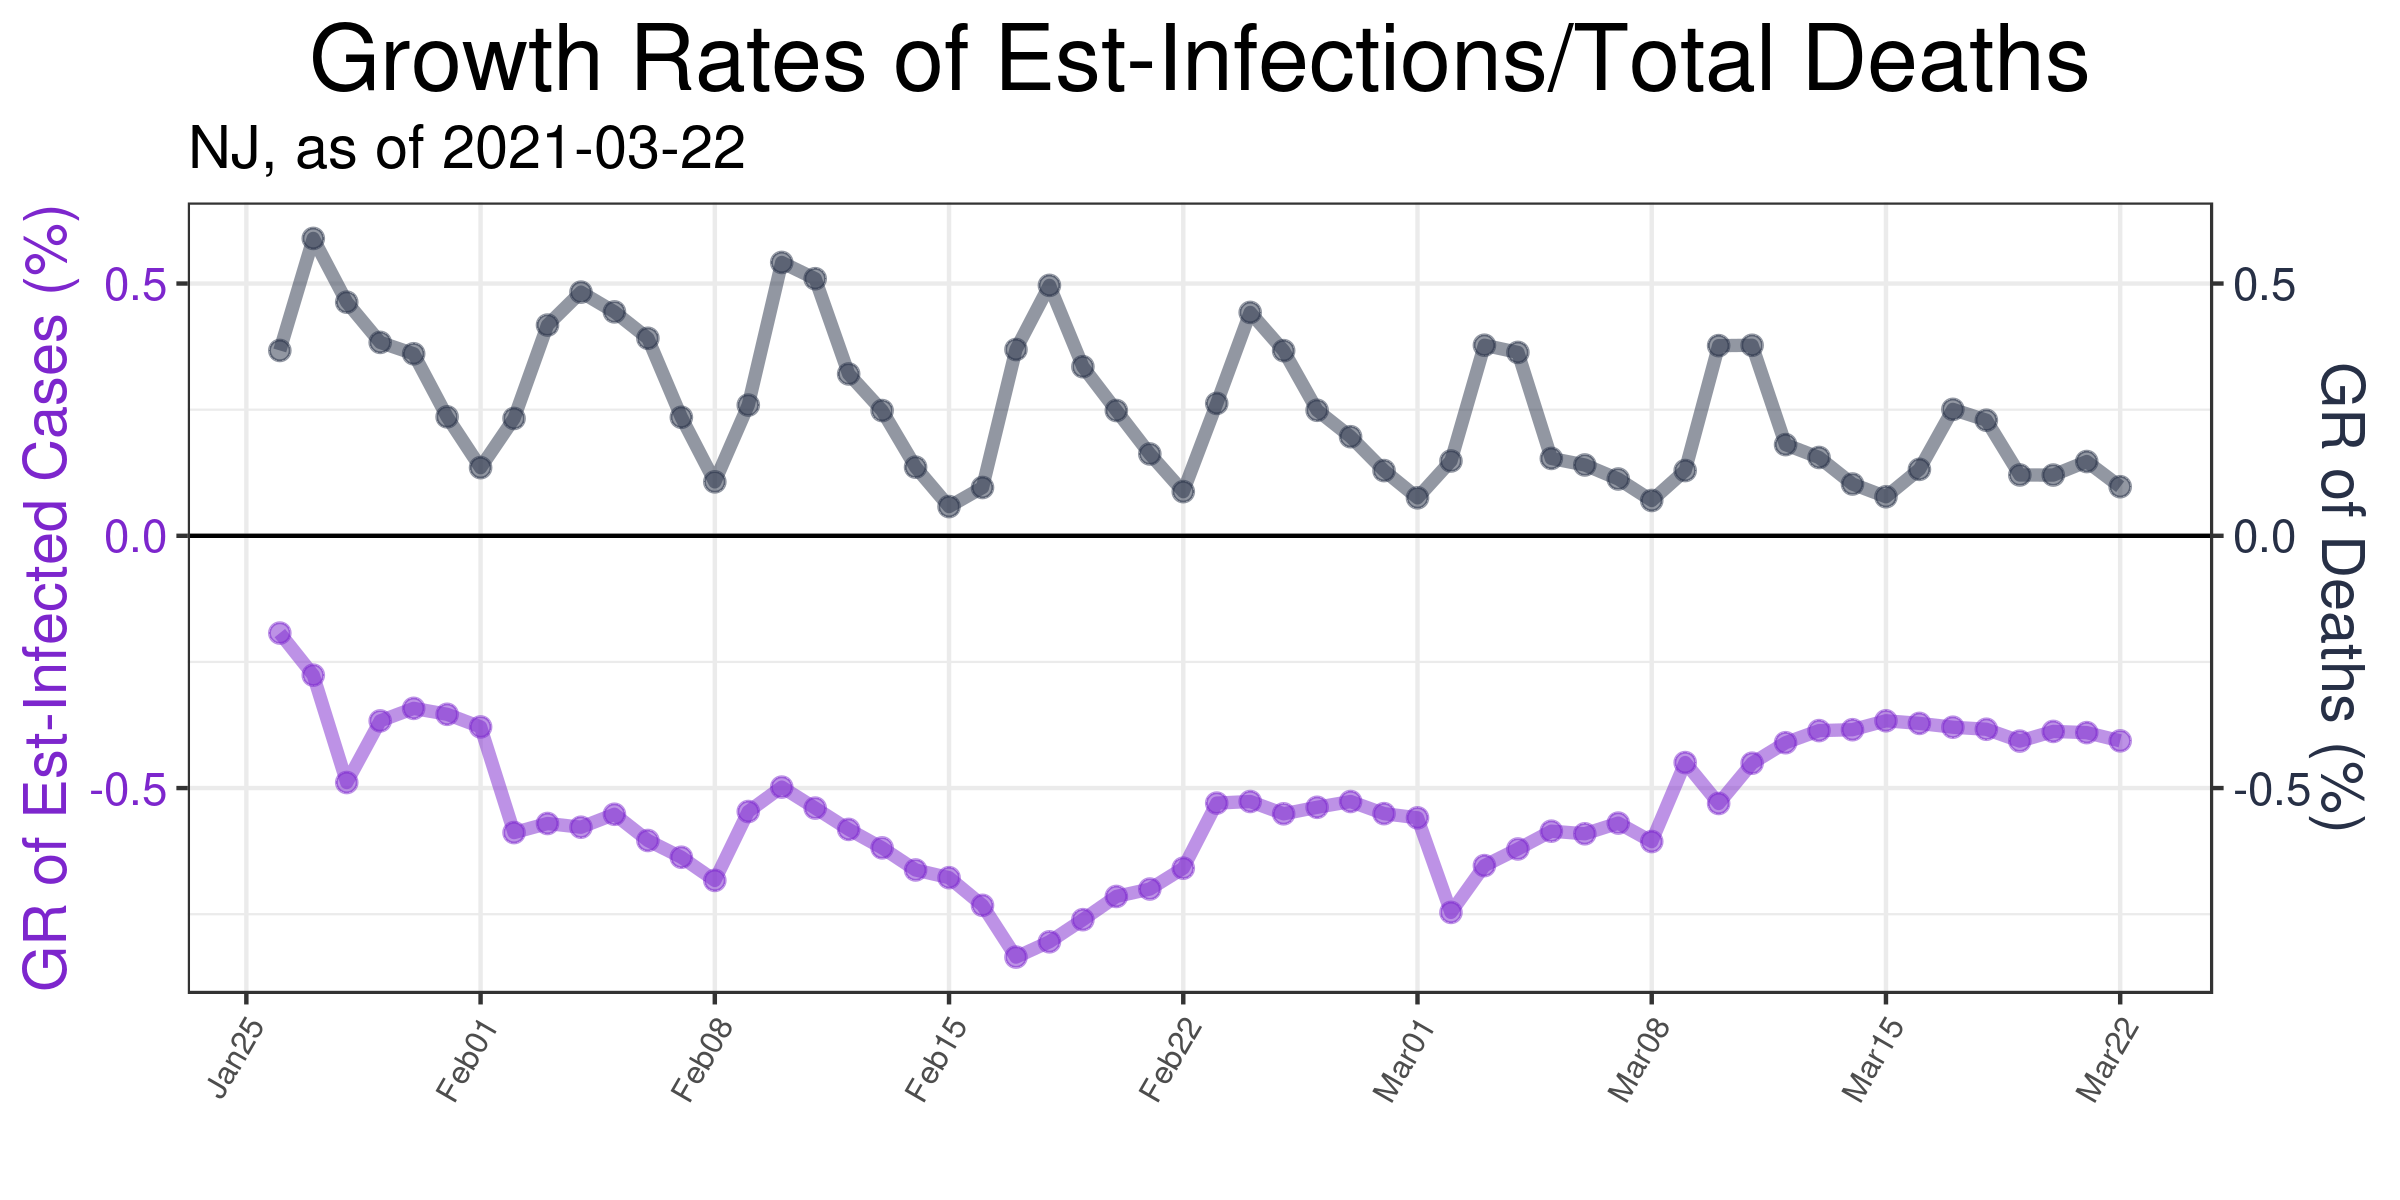 Growth Rates of Est-Infections/Total Deaths
NJ, as of 2021-03-22
GR of Est-Infected Cases (%)
0.5
0.0
-0.5
0.5
0.0
-0.5
GR of Deaths (%)
Jan25
Feb01
Feb08
Feb15
Feb22
Mar01
Mar08
Mar15
Mar22